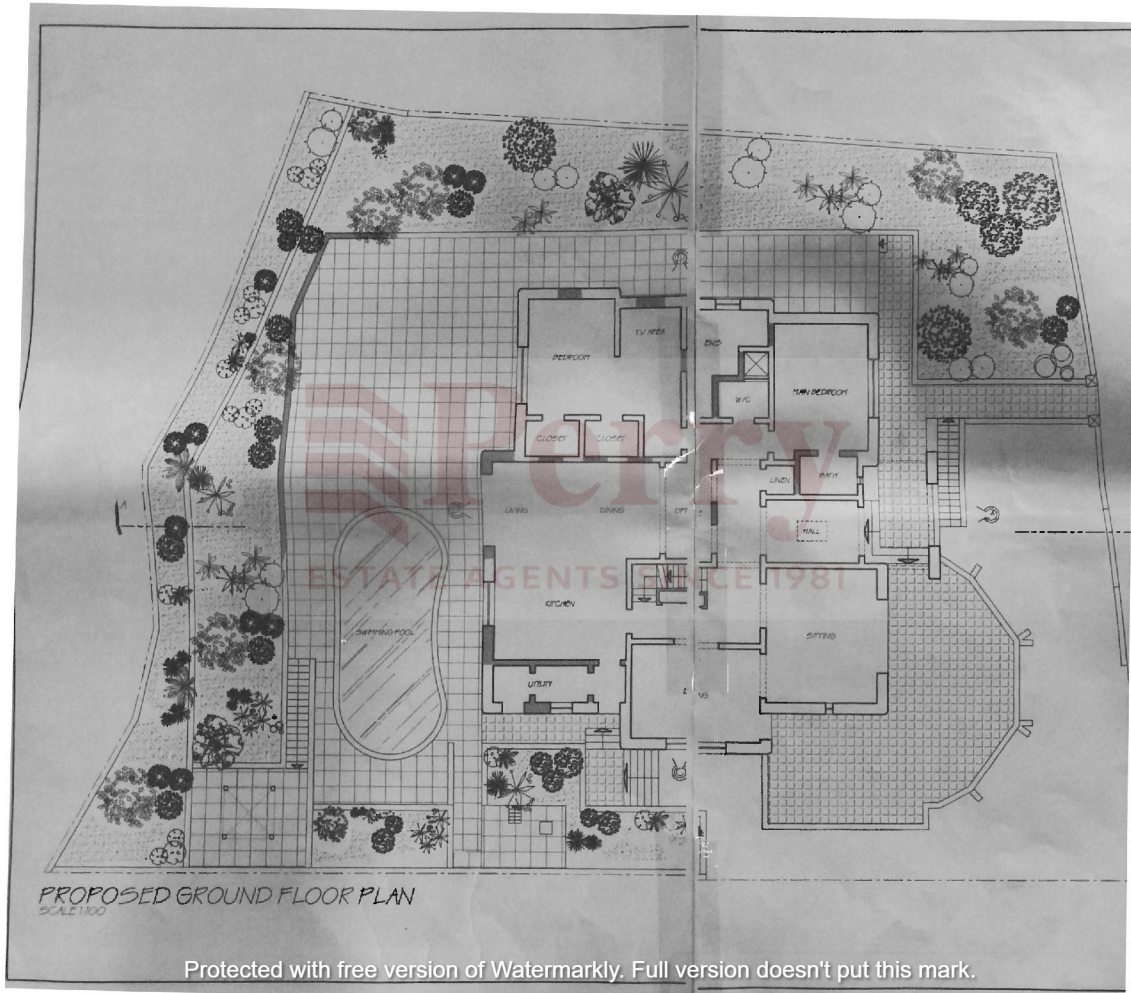 TV AREA
BEDROOM
MAIN BEDROOM
W/C
CLOSET
CLOSET
LINEN
BATH
LIVING
DINING
HALL
KITCHEN
SWIMMING POOL
SITTING
Perry
ESTATE AGENTS SINCE 1981
PROPOSED GROUND FLOOR PLAN
SCALE 1:100
Protected with free version of Watermarkly. Full version doesn't put this mark.